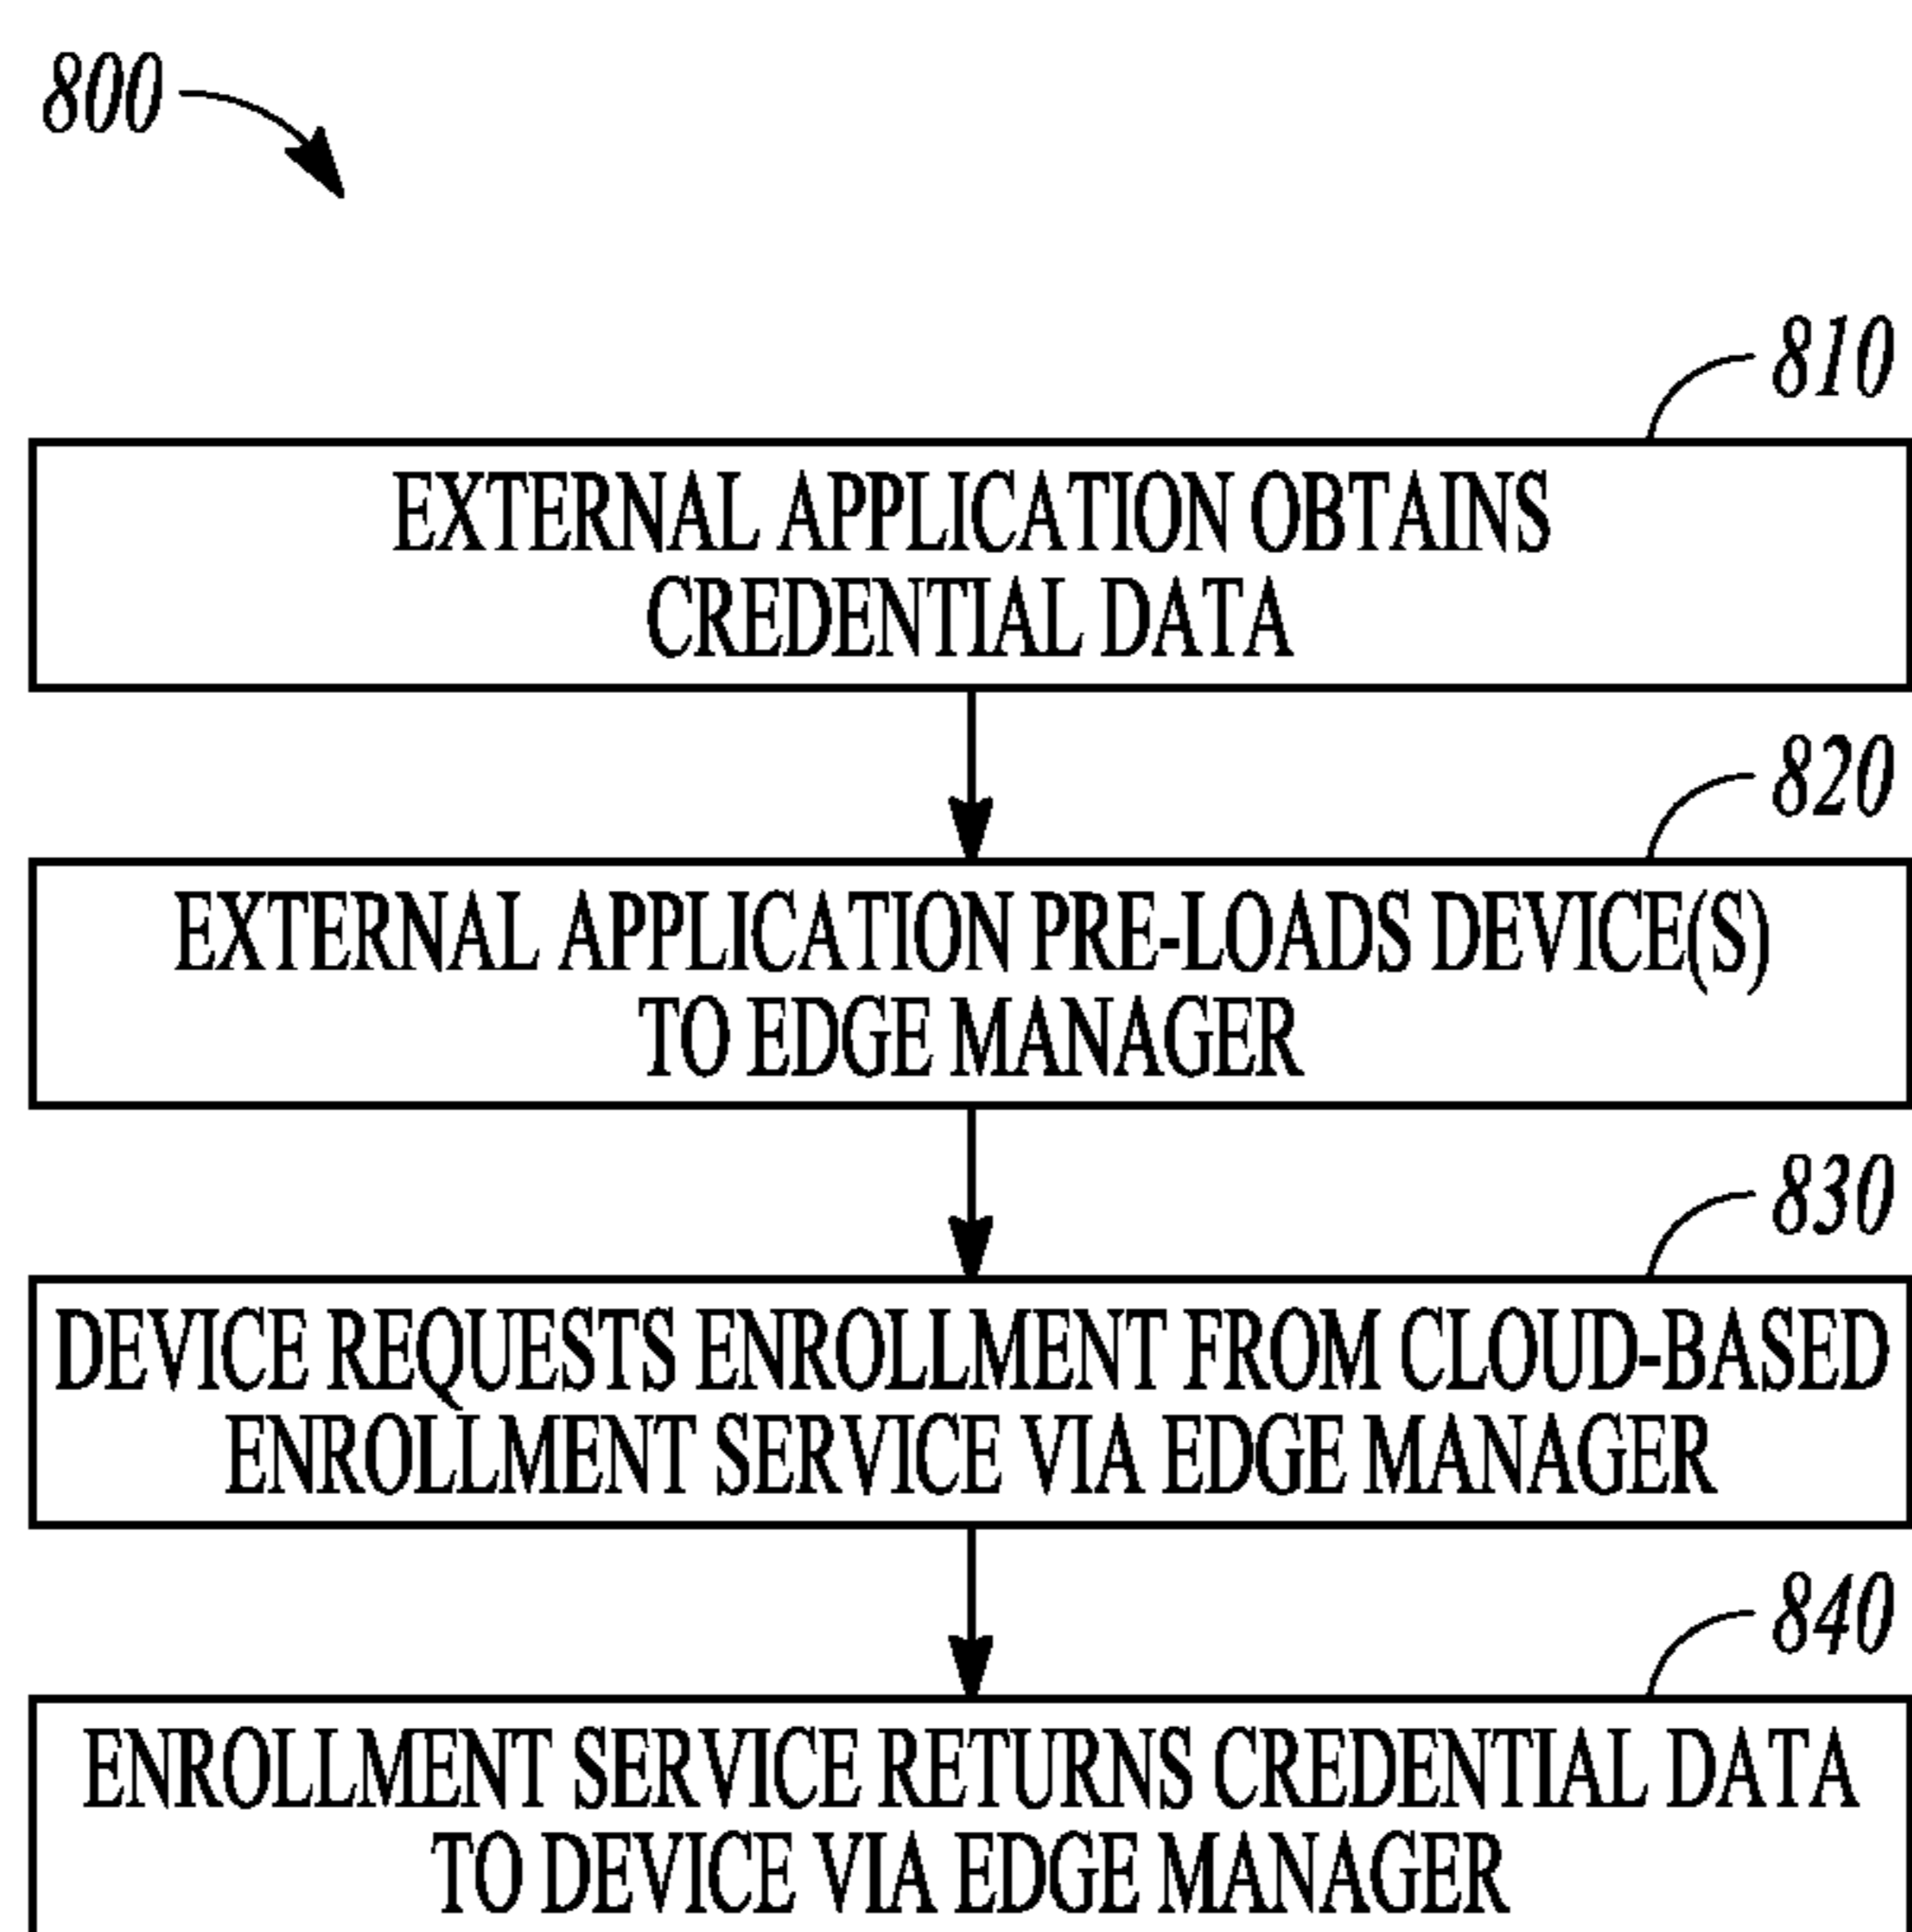 800
810
EXTERNAL APPLICATION OBTAINS
CREDENTIAL DATA
820
EXTERNAL APPLICATION PRE-LOADS DEVICE(S)
TO EDGE MANAGER
830
DEVICE REQUESTS ENROLLMENT FROM CLOUD-BASED
ENROLLMENT SERVICE VIA EDGE MANAGER
840
ENROLLMENT SERVICE RETURNS CREDENTIAL DATA
TO DEVICE VIA EDGE MANAGER